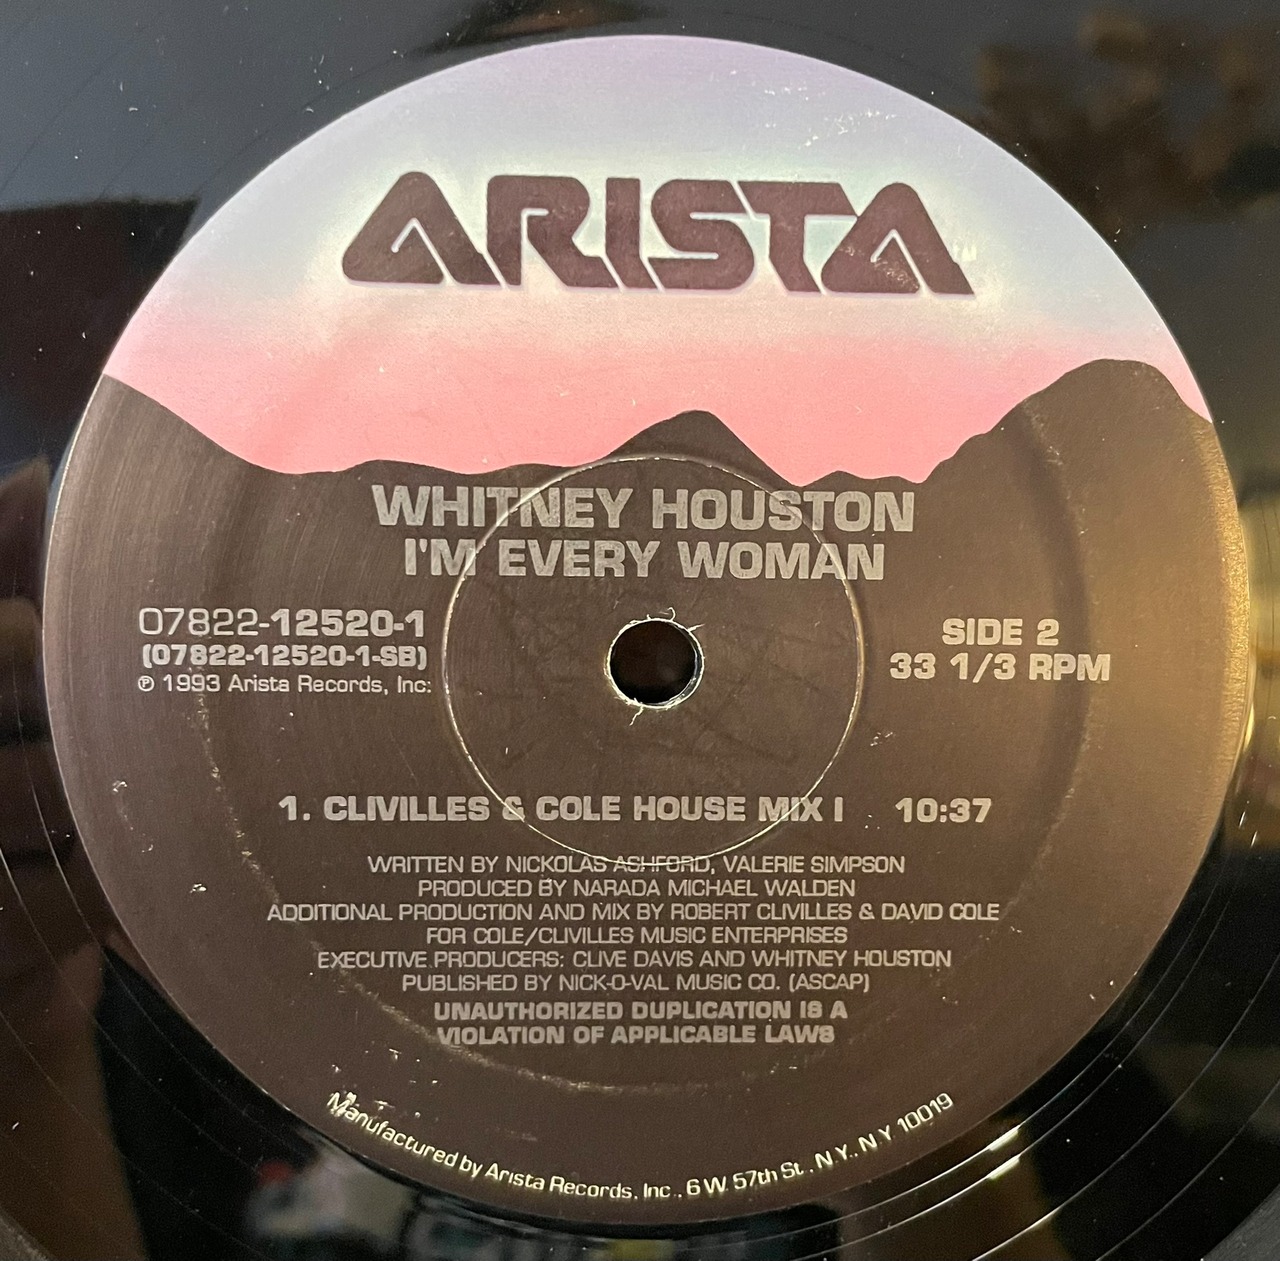 ARISTA
WHITNEY HOUSTON
I'M EVERY WOMAN
07822-12520-1
(07822-12520-1-SB)
℗ 1993 Arista Records, Inc.
SIDE 2
33 1/3 RPM
1. CLIVILLES & COLE HOUSE MIX I 10:37
WRITTEN BY NICKOLAS ASHFORD, VALERIE SIMPSON
PRODUCED BY NARADA MICHAEL WALDEN
ADDITIONAL PRODUCTION AND MIX BY ROBERT CLIVILLES & DAVID COLE
FOR COLE/CLIVILLES MUSIC ENTERPRISES
EXECUTIVE PRODUCERS: CLIVE DAVIS AND WHITNEY HOUSTON
PUBLISHED BY NICK-O-VAL MUSIC CO. (ASCAP)
UNAUTHORIZED DUPLICATION IS A
VIOLATION OF APPLICABLE LAWS
Manufactured by Arista Records, Inc., 6 W. 57th St., N.Y., N.Y. 10019